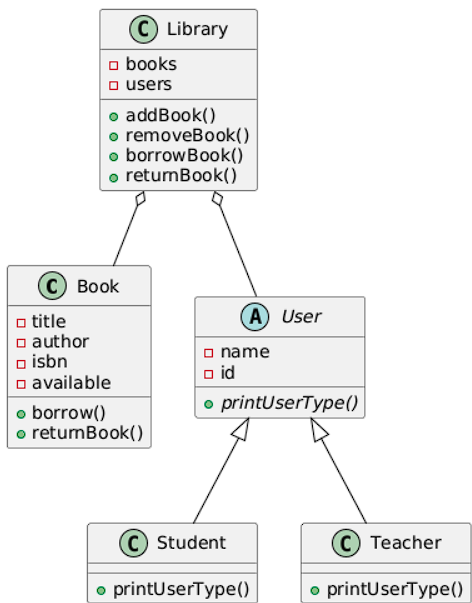 C Library
books
users
addBook()
removeBook()
borrowBook()
returnBook()
C Book
title
author
isbn
available
borrow()
returnBook()
A User
name
id
printUserType()
C Student
printUserType()
C Teacher
printUserType()